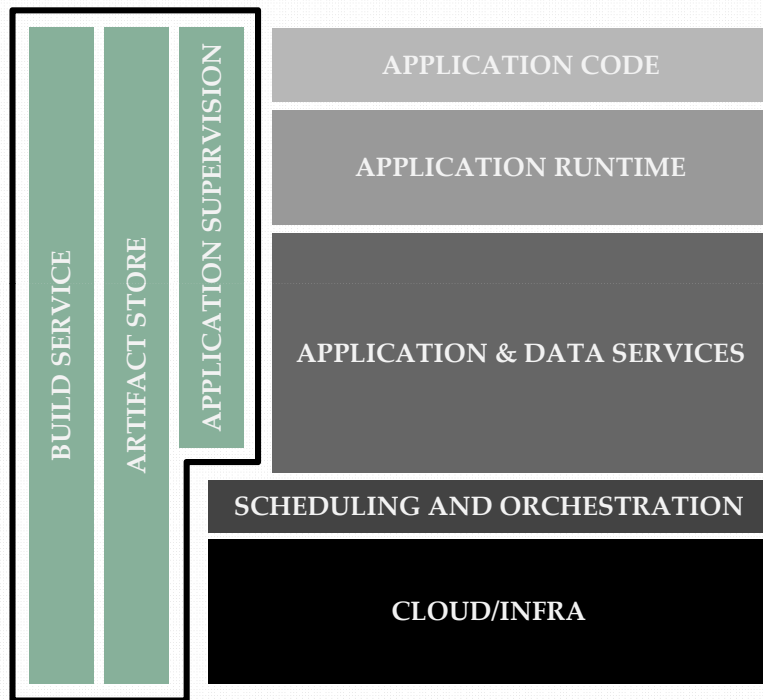 BUILD SERVICE
ARTIFACT STORE
APPLICATION SUPERVISION
APPLICATION CODE
APPLICATION RUNTIME
APPLICATION & DATA SERVICES
SCHEDULING AND ORCHESTRATION
CLOUD/INFRA